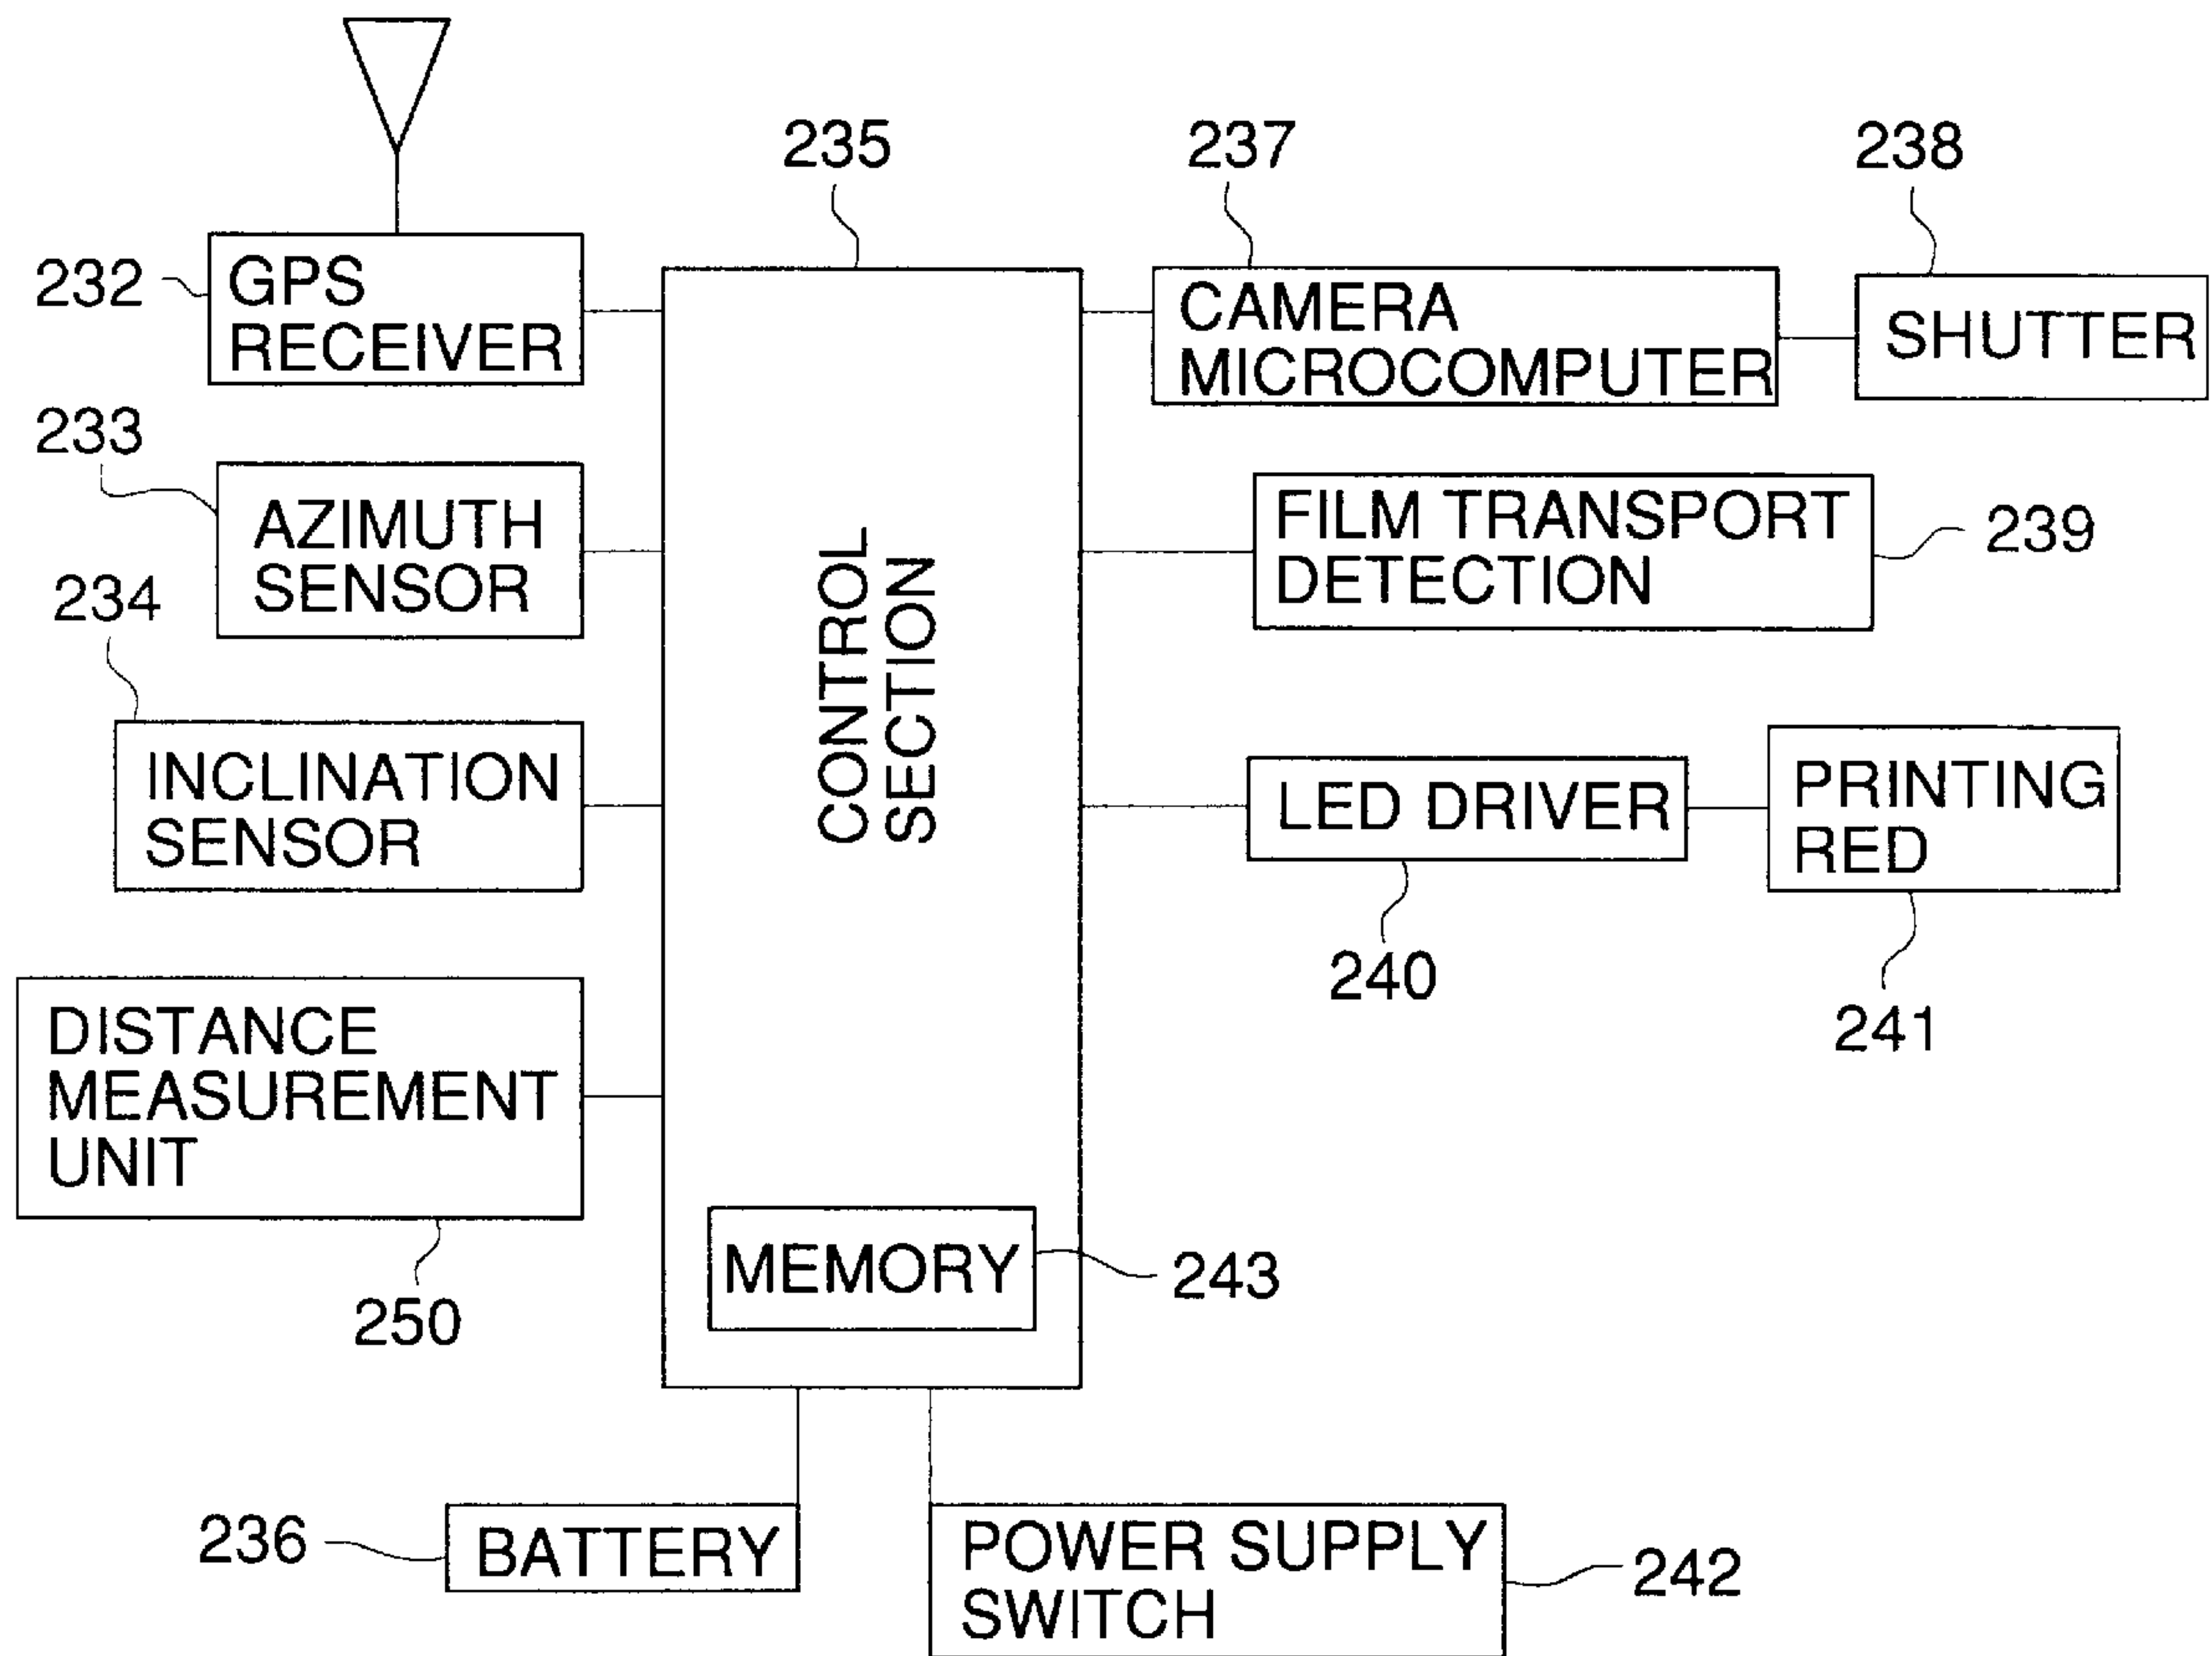 235
237
238
232
GPS
RECEIVER
CAMERA
MICROCOMPUTER
SHUTTER
233
AZIMUTH
SENSOR
FILM TRANSPORT
DETECTION
239
234
CONTROL
SECTION
INCLINATION
SENSOR
LED DRIVER
PRINTING
RED
240
241
DISTANCE
MEASUREMENT
UNIT
250
MEMORY
243
236
BATTERY
POWER SUPPLY
SWITCH
242